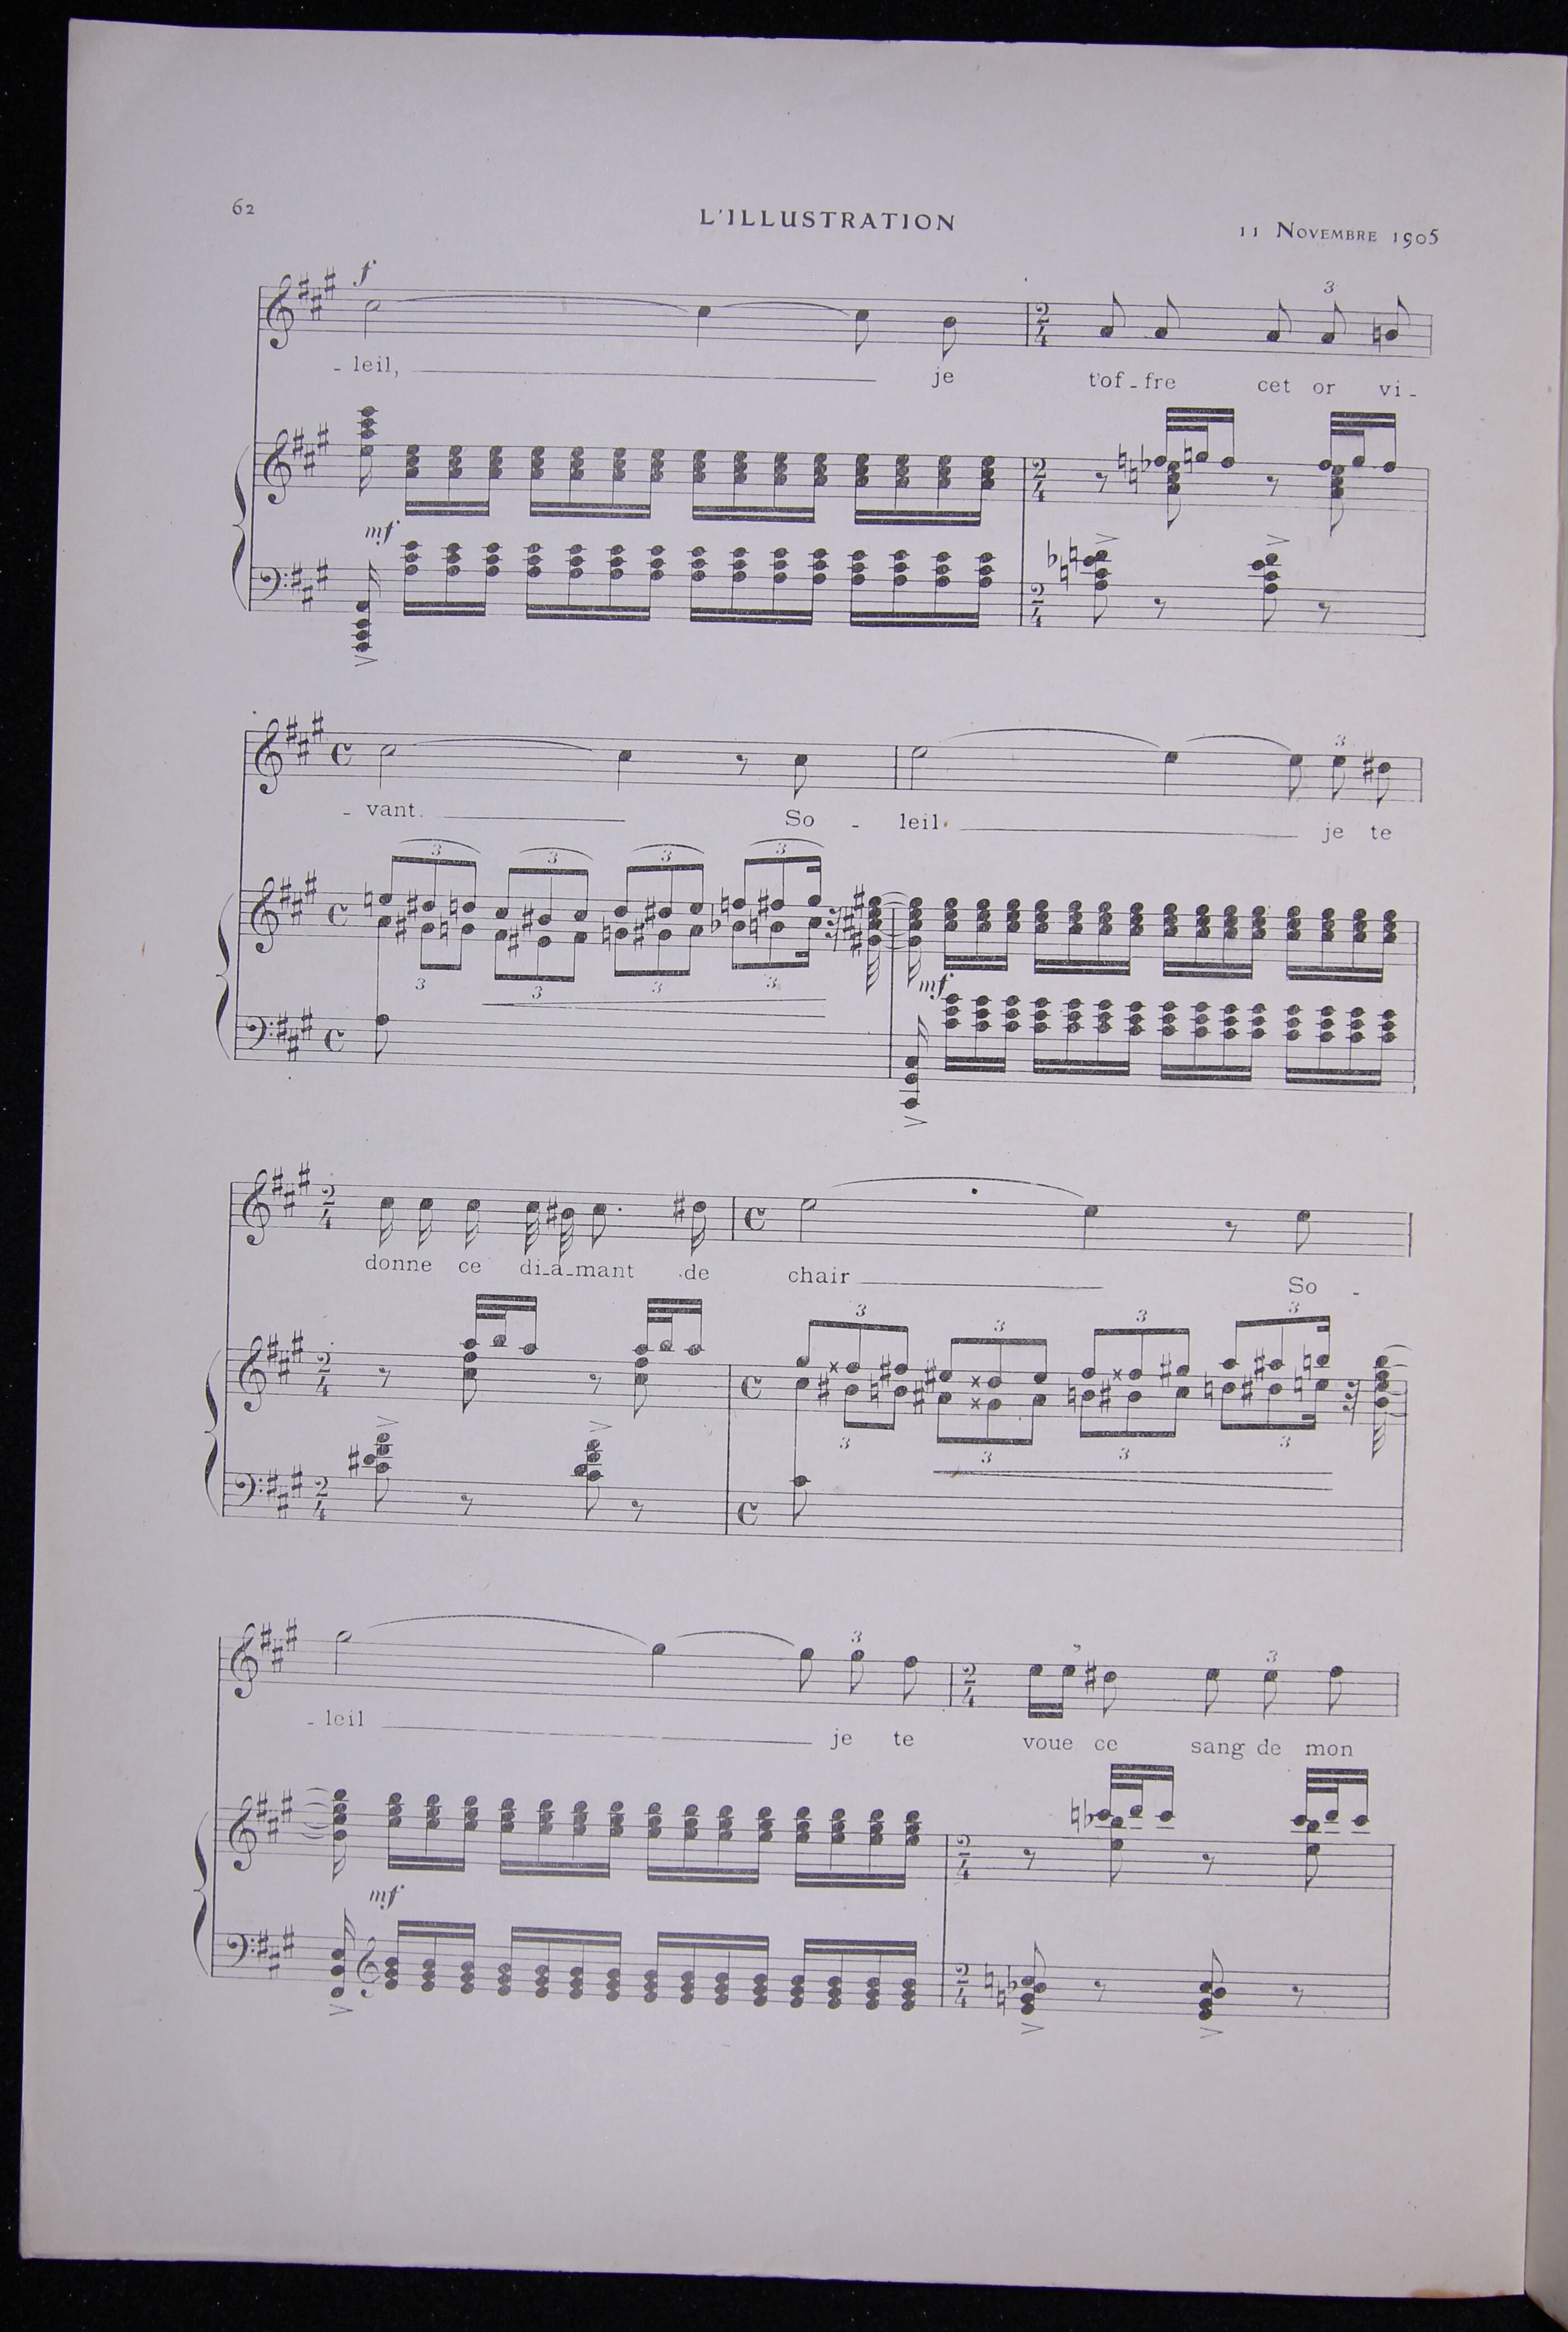 62
L'ILLUSTRATION
11 NOVEMBRE 1905
f
3
- leil, je t'of - fre cet or vi -
mf
3
- vant. So - leil. je te
3 3 3 3
3 3 3 3
mf
donne ce di-a-mant de chair So -
3 3 3 3
3 3 3 3
3 3 3
- leil je te voue ce sang de mon
mf